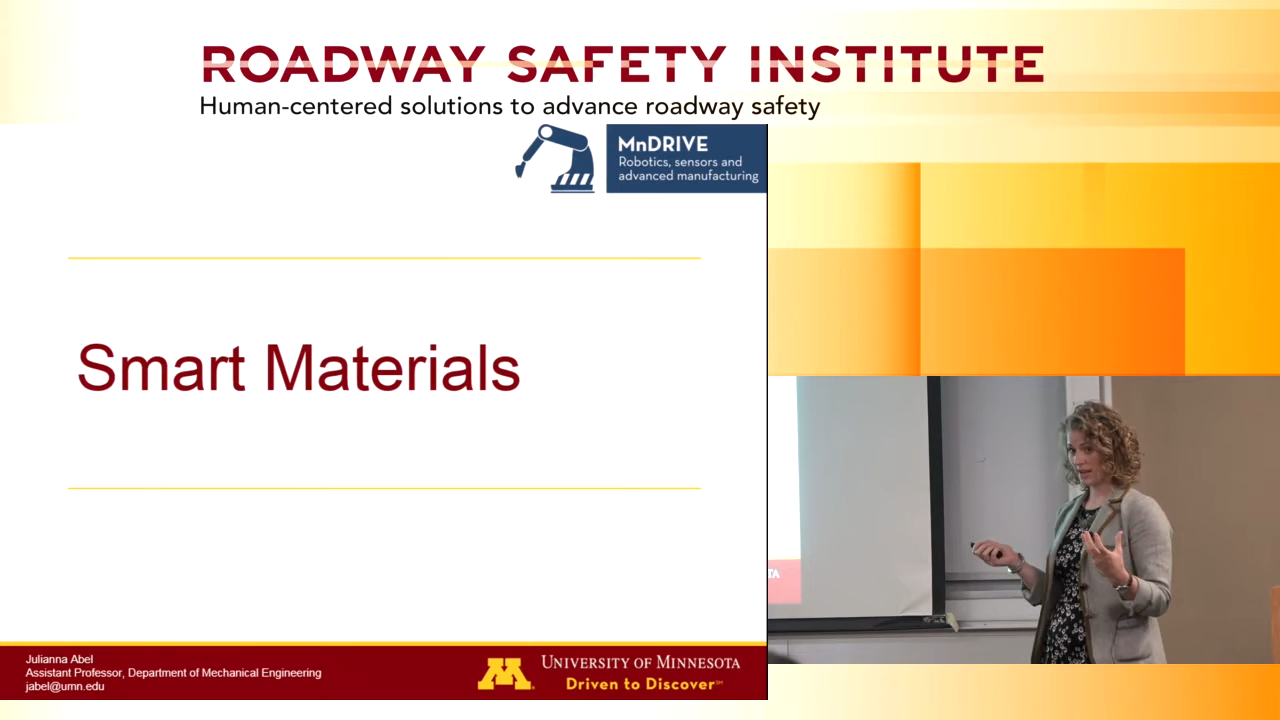 ROADWAY SAFETY INSTITUTE
Human-centered solutions to advance roadway safety
MnDRIVE
Robotics, sensors and
advanced manufacturing
Smart Materials
TA
Julianna Abel
Assistant Professor, Department of Mechanical Engineering
jabel@umn.edu
UNIVERSITY OF MINNESOTA
Driven to Discover℠